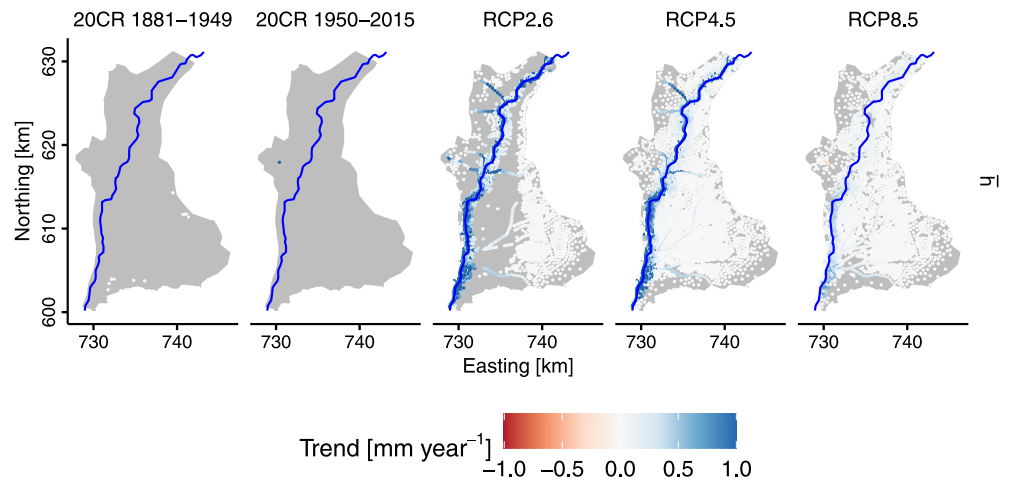 20CR 1881−1949 20CR 1950−2015 RCP2.6 RCP4.5 RCP8.5
630
620
610
600
Northing [km]
h̅
730 740 730 740 730 740 730 740 730 740
Easting [km]
Trend [mm year⁻¹]
−1.0 −0.5 0.0 0.5 1.0